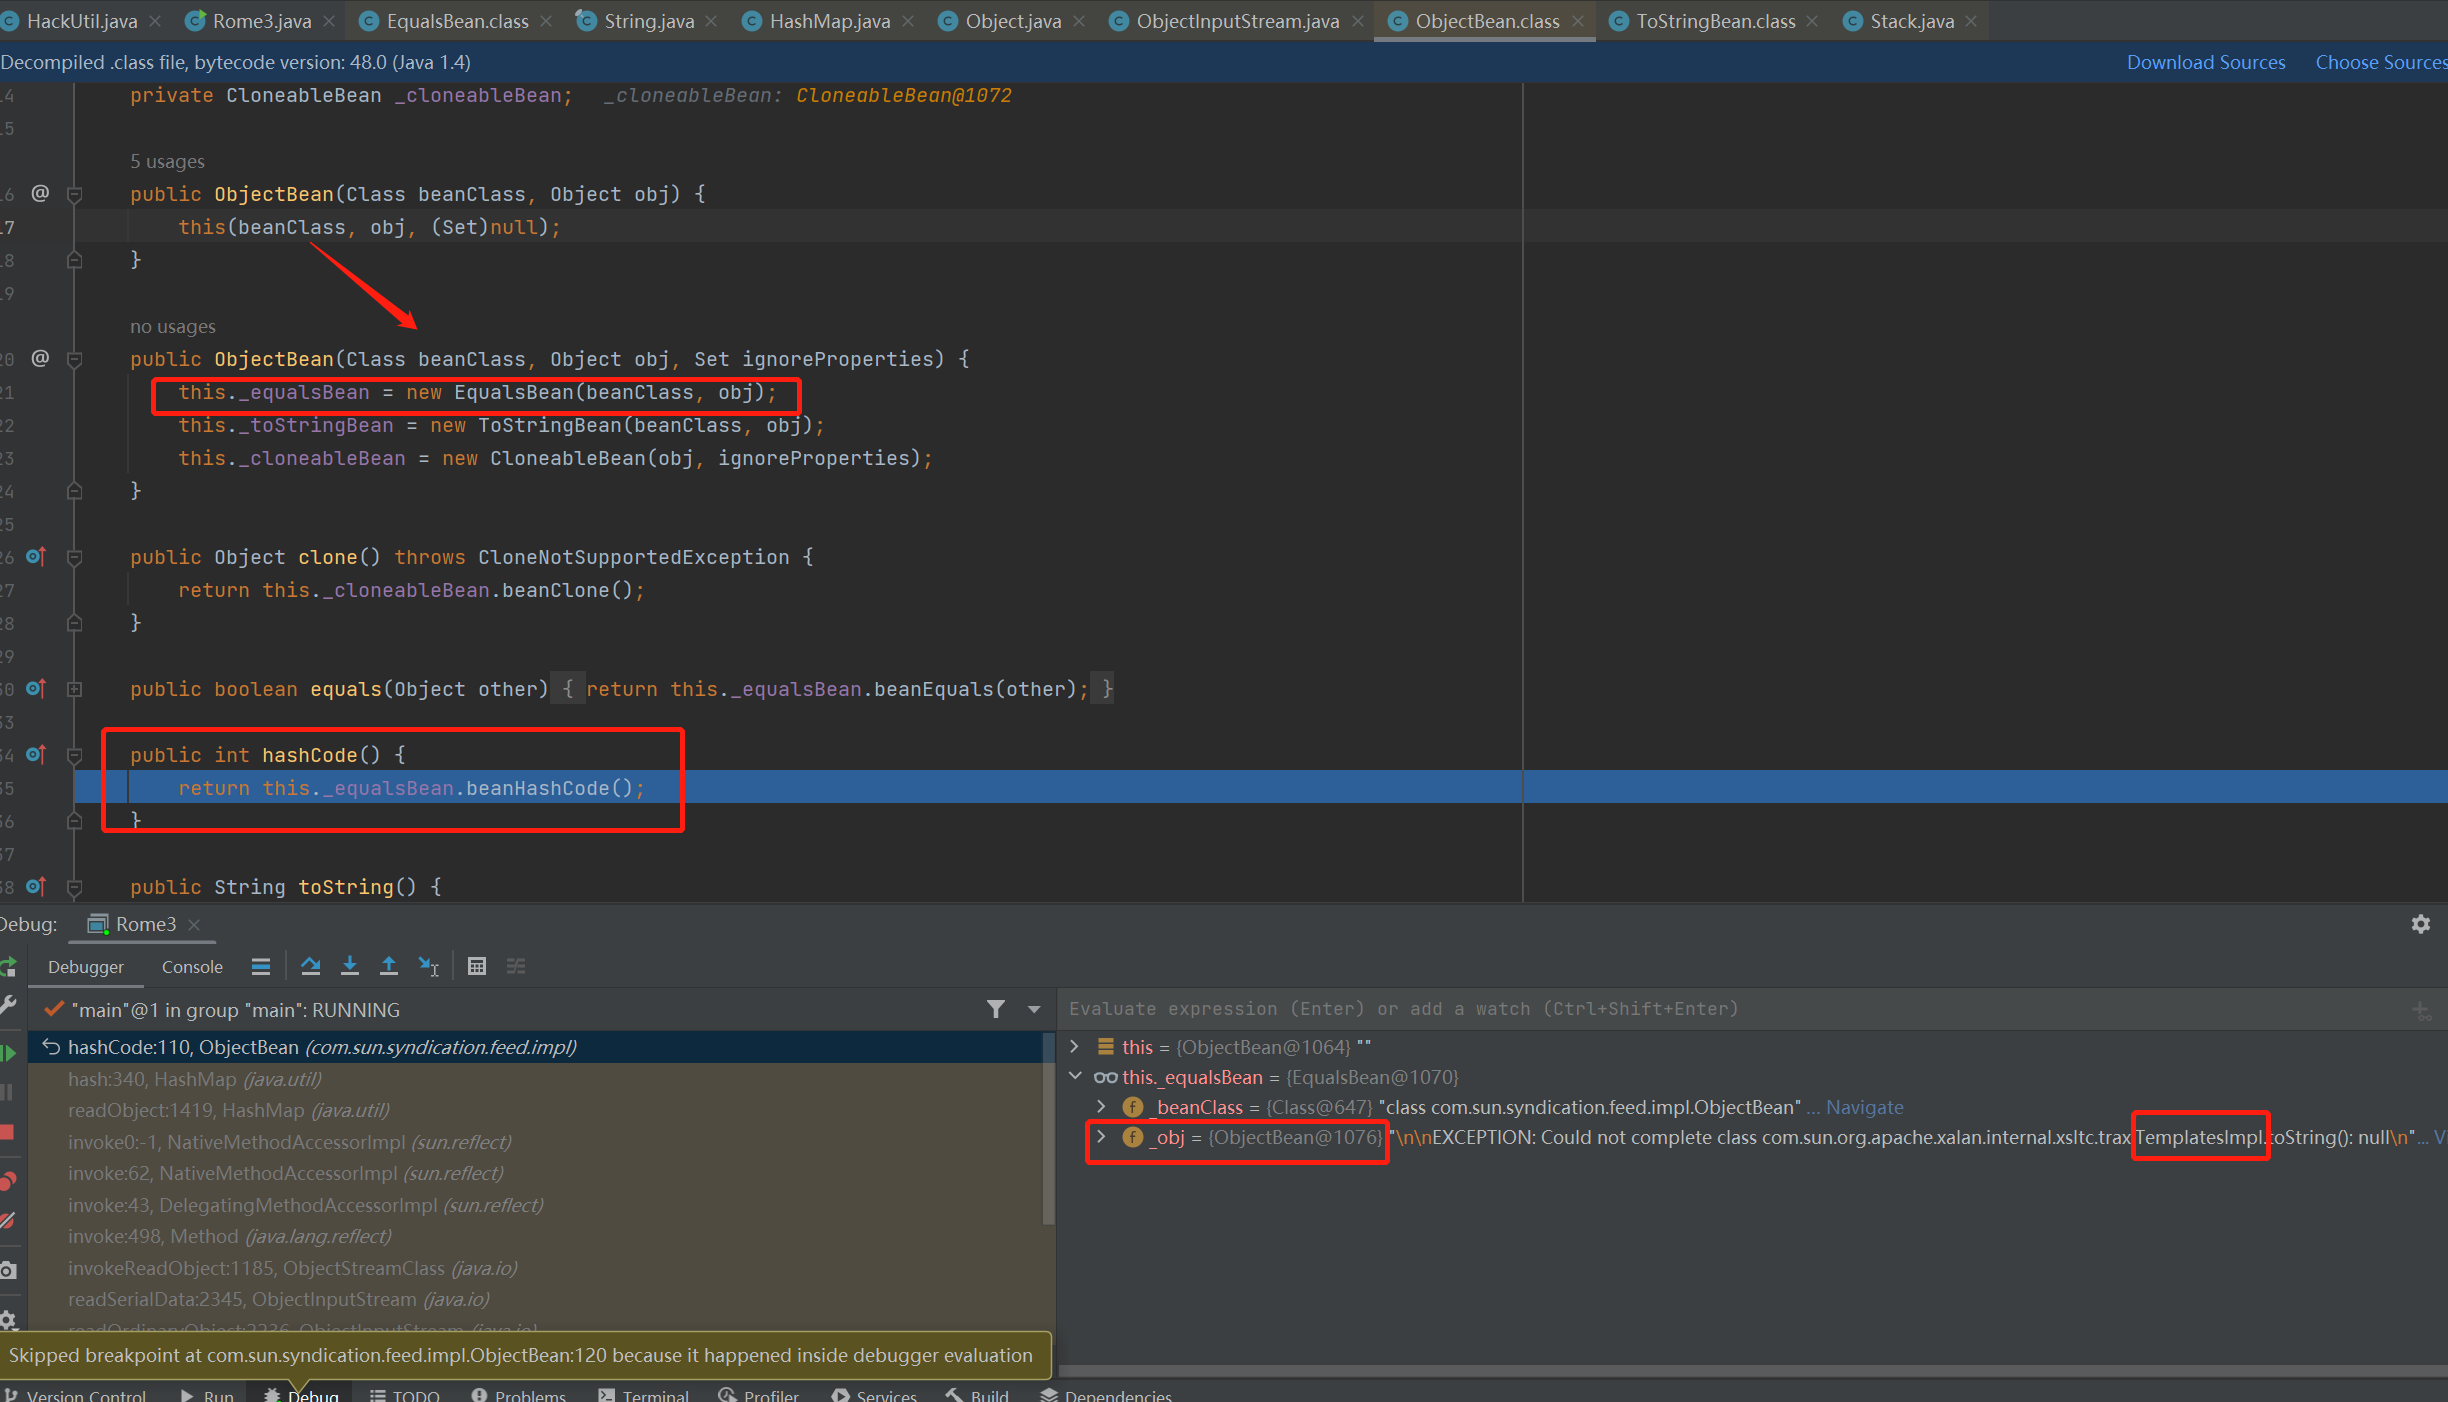 HackUtil.java Rome3.java EqualsBean.class String.java HashMap.java Object.java ObjectInputStream.java ObjectBean.class ToStringBean.class Stack.java
Decompiled .class file, bytecode version: 48.0 (Java 1.4) Download Sources Choose Sources
private CloneableBean _cloneableBean; _cloneableBean: CloneableBean@1072
5 usages
public ObjectBean(Class beanClass, Object obj) {
this(beanClass, obj, (Set)null);
}
no usages
public ObjectBean(Class beanClass, Object obj, Set ignoreProperties) {
this._equalsBean = new EqualsBean(beanClass, obj);
this._toStringBean = new ToStringBean(beanClass, obj);
this._cloneableBean = new CloneableBean(obj, ignoreProperties);
}
public Object clone() throws CloneNotSupportedException {
return this._cloneableBean.beanClone();
}
public boolean equals(Object other) { return this._equalsBean.beanEquals(other); }
public int hashCode() {
return this._equalsBean.beanHashCode();
}
public String toString() {
Debug: Rome3
Debugger Console
"main"@1 in group "main": RUNNING
Evaluate expression (Enter) or add a watch (Ctrl+Shift+Enter)
hashCode:110, ObjectBean (com.sun.syndication.feed.impl)
hash:340, HashMap (java.util)
readObject:1419, HashMap (java.util)
invoke0:-1, NativeMethodAccessorImpl (sun.reflect)
invoke:62, NativeMethodAccessorImpl (sun.reflect)
invoke:43, DelegatingMethodAccessorImpl (sun.reflect)
invoke:498, Method (java.lang.reflect)
invokeReadObject:1185, ObjectStreamClass (java.io)
readSerialData:2345, ObjectInputStream (java.io)
readOrdinaryObject:2236, ObjectInputStream (java.io)
this = {ObjectBean@1064} ""
this._equalsBean = {EqualsBean@1070}
_beanClass = {Class@647} "class com.sun.syndication.feed.impl.ObjectBean" ... Navigate
_obj = {ObjectBean@1076} "\n\nEXCEPTION: Could not complete class com.sun.org.apache.xalan.internal.xsltc.trax.TemplatesImpl.toString(): null\n"...
Skipped breakpoint at com.sun.syndication.feed.impl.ObjectBean:120 because it happened inside debugger evaluation
Version Control Run Debug TODO Problems Terminal Profiler Services Build Dependencies